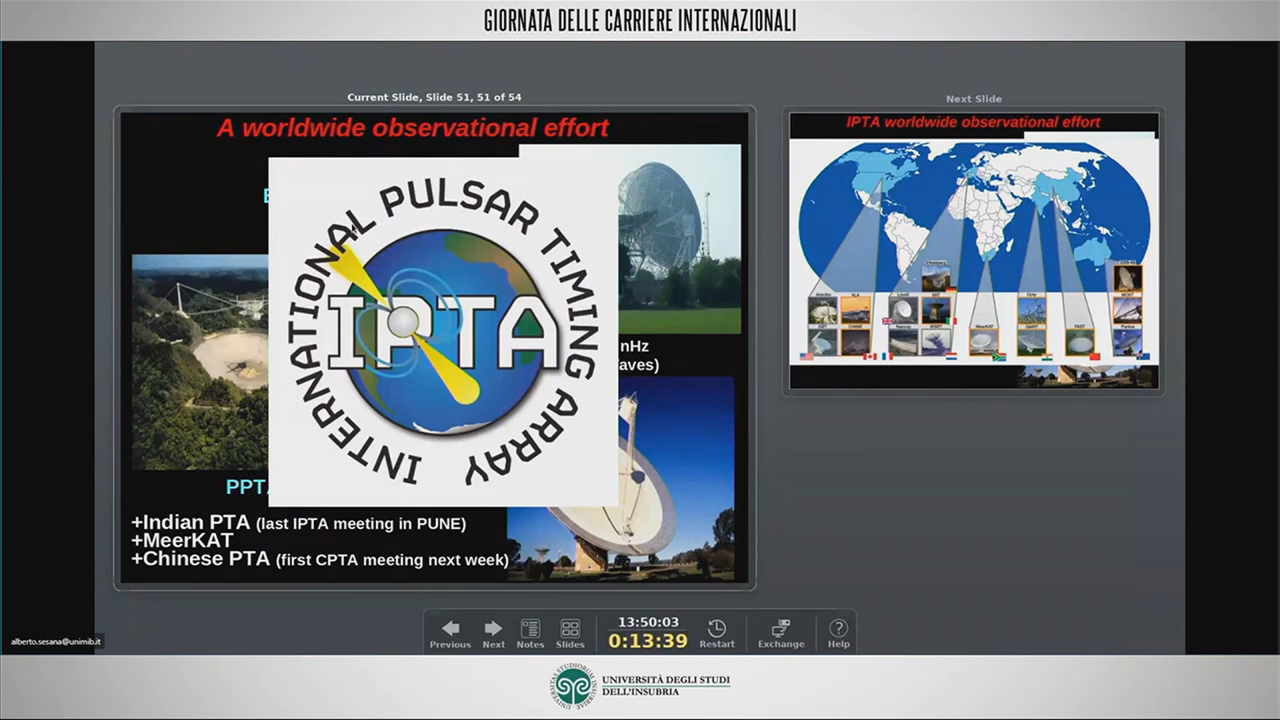 GIORNATA DELLE CARRIERE INTERNAZIONALI
Current Slide, Slide 51, 51 of 54
A worldwide observational effort
INTERNATIONAL PULSAR TIMING ARRAY
IPTA
nHz
aves)
PPT
+Indian PTA (last IPTA meeting in PUNE)
+MeerKAT
+Chinese PTA (first CPTA meeting next week)
Next Slide
IPTA worldwide observational effort
MeerKAT
FAST
Parkes
alberto.sesana@unimib.it
Previous
Next
Notes
Slides
13:50:03
0:13:39
Restart
Exchange
Help
UNIVERSITÀ DEGLI STUDI
DELL'INSUBRIA